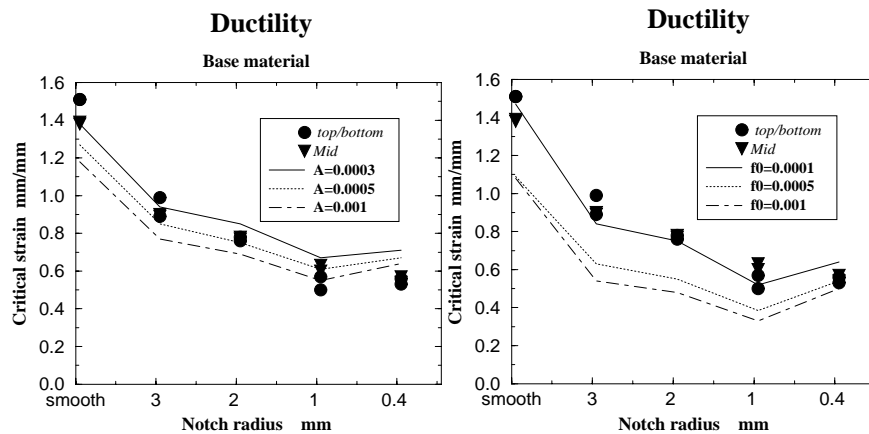 Ductility
Base material
Critical strain mm/mm
1.6
1.4
1.2
1.0
0.8
0.6
0.4
0.2
0.0
top/bottom
Mid
A=0.0003
A=0.0005
A=0.001
smooth 3 2 1 0.4
Notch radius mm
Ductility
Base material
Critical strain mm/mm
1.6
1.4
1.2
1.0
0.8
0.6
0.4
0.2
0.0
top/bottom
Mid
f0=0.0001
f0=0.0005
f0=0.001
smooth 3 2 1 0.4
Notch radius mm